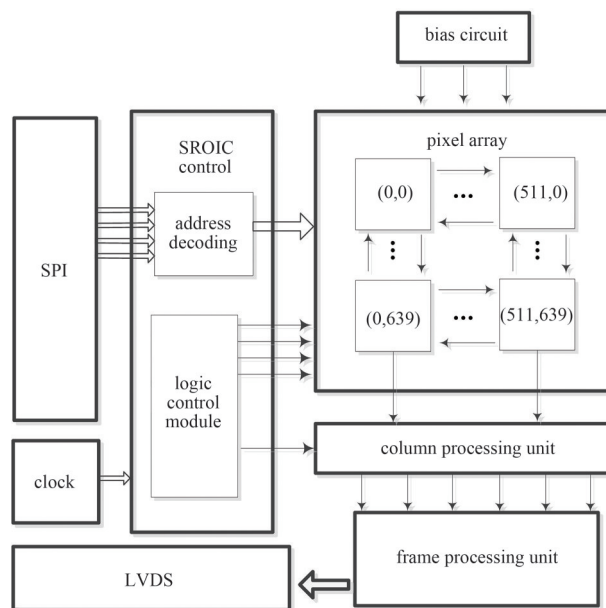 bias circuit
SROIC
control
pixel array
(0,0)
...
(511,0)
address
decoding
SPI
...
...
(0,639)
...
(511,639)
logic
control
module
column processing unit
clock
frame processing unit
LVDS